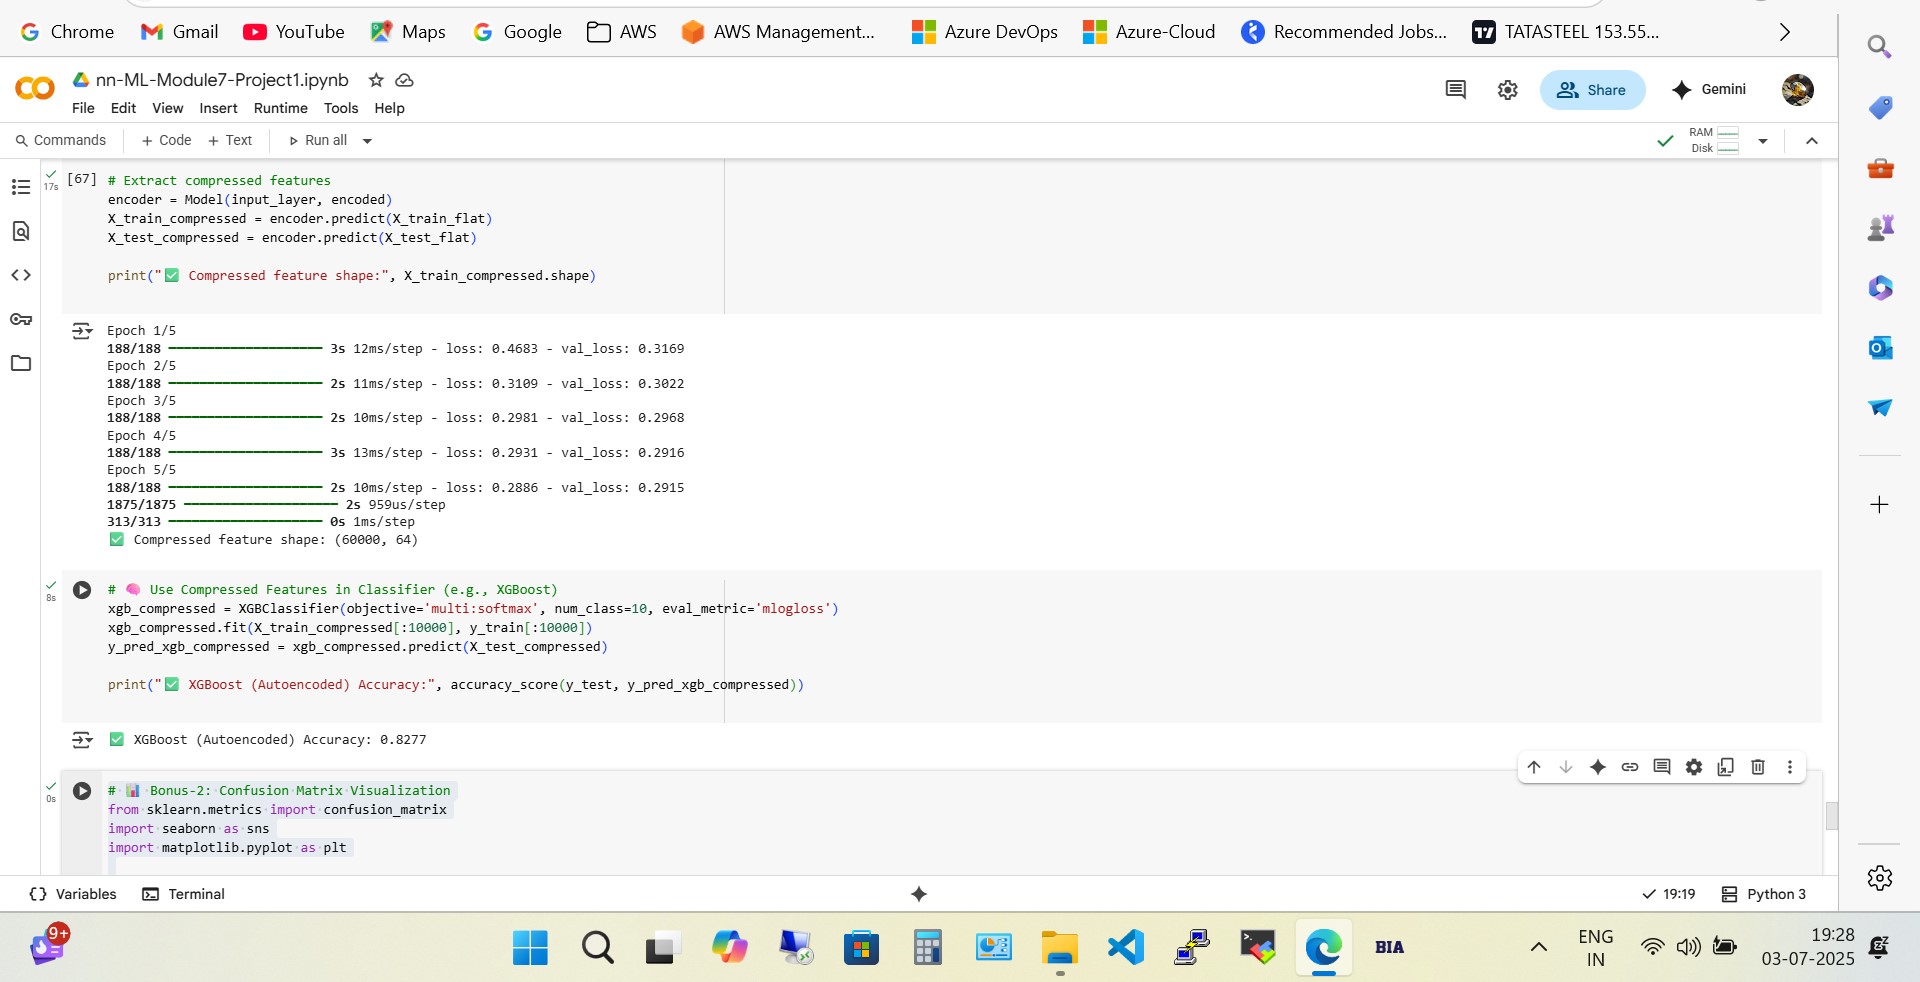 Chrome Gmail YouTube Maps Google AWS AWS Management... Azure DevOps Azure-Cloud Recommended Jobs... TATASTEEL 153.55...
nn-ML-Module7-Project1.ipynb
Share Gemini
File Edit View Insert Runtime Tools Help
Commands + Code + Text Run all
RAM
Disk
17s
[67] # Extract compressed features
encoder = Model(input_layer, encoded)
X_train_compressed = encoder.predict(X_train_flat)
X_test_compressed = encoder.predict(X_test_flat)
print("✅ Compressed feature shape:", X_train_compressed.shape)
Epoch 1/5
188/188 ━━━━━━━━━━━━━━━━━━━━ 3s 12ms/step - loss: 0.4683 - val_loss: 0.3169
Epoch 2/5
188/188 ━━━━━━━━━━━━━━━━━━━━ 2s 11ms/step - loss: 0.3109 - val_loss: 0.3022
Epoch 3/5
188/188 ━━━━━━━━━━━━━━━━━━━━ 2s 10ms/step - loss: 0.2981 - val_loss: 0.2968
Epoch 4/5
188/188 ━━━━━━━━━━━━━━━━━━━━ 3s 13ms/step - loss: 0.2931 - val_loss: 0.2916
Epoch 5/5
188/188 ━━━━━━━━━━━━━━━━━━━━ 2s 10ms/step - loss: 0.2886 - val_loss: 0.2915
1875/1875 ━━━━━━━━━━━━━━━━━━━━ 2s 959us/step
313/313 ━━━━━━━━━━━━━━━━━━━━ 0s 1ms/step
✅ Compressed feature shape: (60000, 64)
8s
# 🧠 Use Compressed Features in Classifier (e.g., XGBoost)
xgb_compressed = XGBClassifier(objective='multi:softmax', num_class=10, eval_metric='mlogloss')
xgb_compressed.fit(X_train_compressed[:10000], y_train[:10000])
y_pred_xgb_compressed = xgb_compressed.predict(X_test_compressed)
print("✅ XGBoost (Autoencoded) Accuracy:", accuracy_score(y_test, y_pred_xgb_compressed))
✅ XGBoost (Autoencoded) Accuracy: 0.8277
0s
# 📊 Bonus-2: Confusion Matrix Visualization
from sklearn.metrics import confusion_matrix
import seaborn as sns
import matplotlib.pyplot as plt
Variables Terminal
19:19 Python 3
9+
BIA
ENG
IN
19:28
03-07-2025